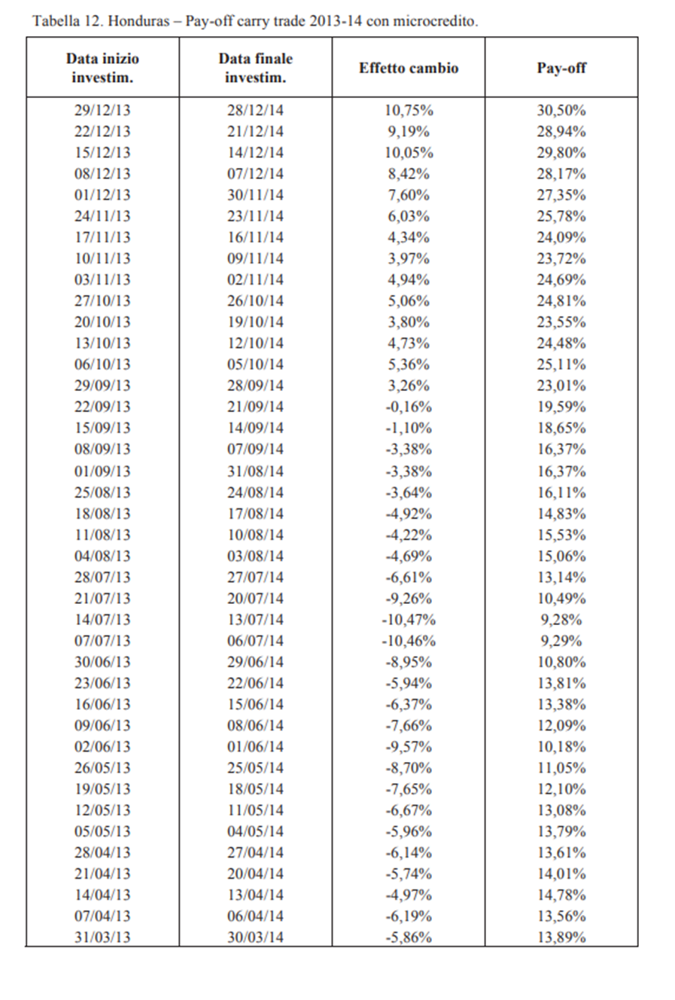 Tabella 12. Honduras – Pay-off carry trade 2013-14 con microcredito.
Data inizio investim. Data finale investim. Effetto cambio Pay-off
29/12/13 28/12/14 10,75% 30,50%
22/12/13 21/12/14 9,19% 28,94%
15/12/13 14/12/14 10,05% 29,80%
08/12/13 07/12/14 8,42% 28,17%
01/12/13 30/11/14 7,60% 27,35%
24/11/13 23/11/14 6,03% 25,78%
17/11/13 16/11/14 4,34% 24,09%
10/11/13 09/11/14 3,97% 23,72%
03/11/13 02/11/14 4,94% 24,69%
27/10/13 26/10/14 5,06% 24,81%
20/10/13 19/10/14 3,80% 23,55%
13/10/13 12/10/14 4,73% 24,48%
06/10/13 05/10/14 5,36% 25,11%
29/09/13 28/09/14 3,26% 23,01%
22/09/13 21/09/14 -0,16% 19,59%
15/09/13 14/09/14 -1,10% 18,65%
08/09/13 07/09/14 -3,38% 16,37%
01/09/13 31/08/14 -3,38% 16,37%
25/08/13 24/08/14 -3,64% 16,11%
18/08/13 17/08/14 -4,92% 14,83%
11/08/13 10/08/14 -4,22% 15,53%
04/08/13 03/08/14 -4,69% 15,06%
28/07/13 27/07/14 -6,61% 13,14%
21/07/13 20/07/14 -9,26% 10,49%
14/07/13 13/07/14 -10,47% 9,28%
07/07/13 06/07/14 -10,46% 9,29%
30/06/13 29/06/14 -8,95% 10,80%
23/06/13 22/06/14 -5,94% 13,81%
16/06/13 15/06/14 -6,37% 13,38%
09/06/13 08/06/14 -7,66% 12,09%
02/06/13 01/06/14 -9,57% 10,18%
26/05/13 25/05/14 -8,70% 11,05%
19/05/13 18/05/14 -7,65% 12,10%
12/05/13 11/05/14 -6,67% 13,08%
05/05/13 04/05/14 -5,96% 13,79%
28/04/13 27/04/14 -6,14% 13,61%
21/04/13 20/04/14 -5,74% 14,01%
14/04/13 13/04/14 -4,97% 14,78%
07/04/13 06/04/14 -6,19% 13,56%
31/03/13 30/03/14 -5,86% 13,89%